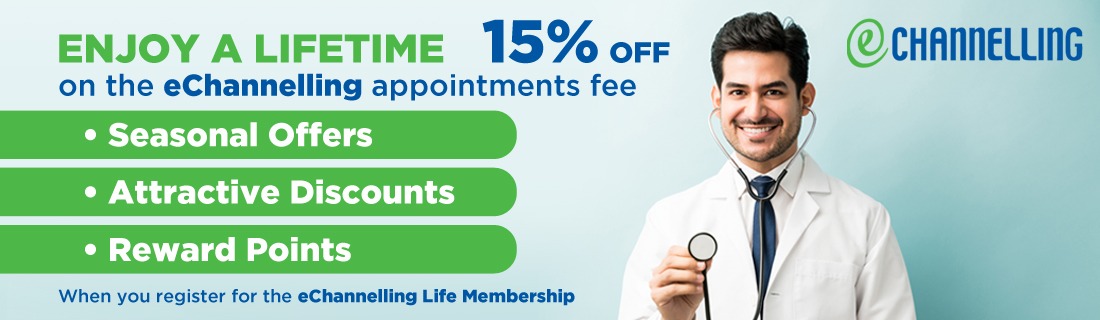 ENJOY A LIFETIME 15% OFF
on the eChannelling appointments fee
• Seasonal Offers
• Attractive Discounts
• Reward Points
When you register for the eChannelling Life Membership
eCHANNELLING